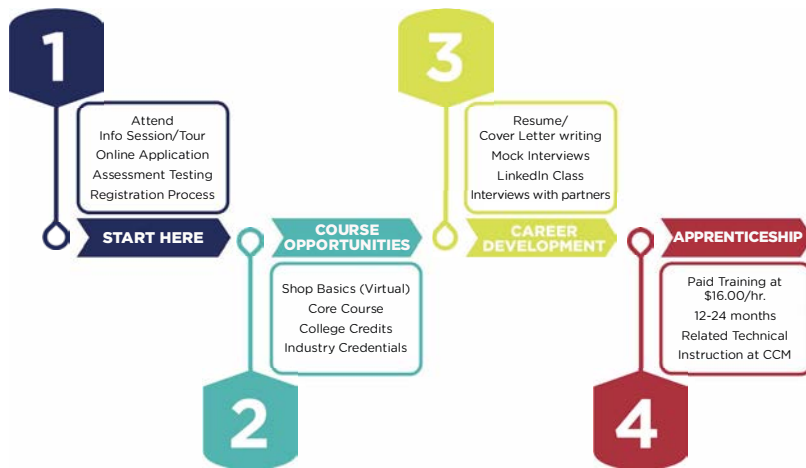 1
Attend
Info Session/Tour
Online Application
Assessment Testing
Registration Process
START HERE
2
COURSE
OPPORTUNITIES
Shop Basics (Virtual)
Core Course
College Credits
Industry Credentials
3
Resume/
Cover Letter writing
Mock Interviews
LinkedIn Class
Interviews with partners
CAREER
DEVELOPMENT
4
APPRENTICESHIP
Paid Training at
$16.00/hr.
12-24 months
Related Technical
Instruction at CCM